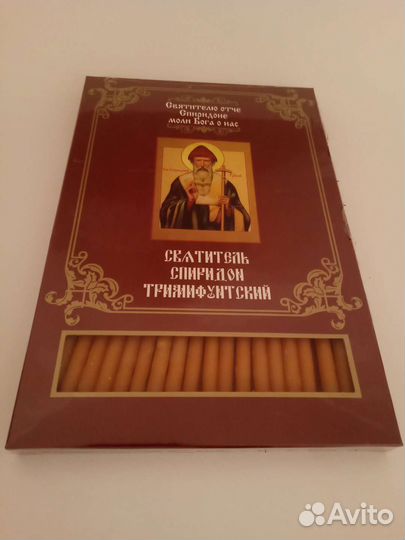 Святителю отче
Спиридоне
моли Бога о нас
СВЯТИТЕЛЬ
СПИРИДОН
ТРИМИФУНТСКИЙ
Avito